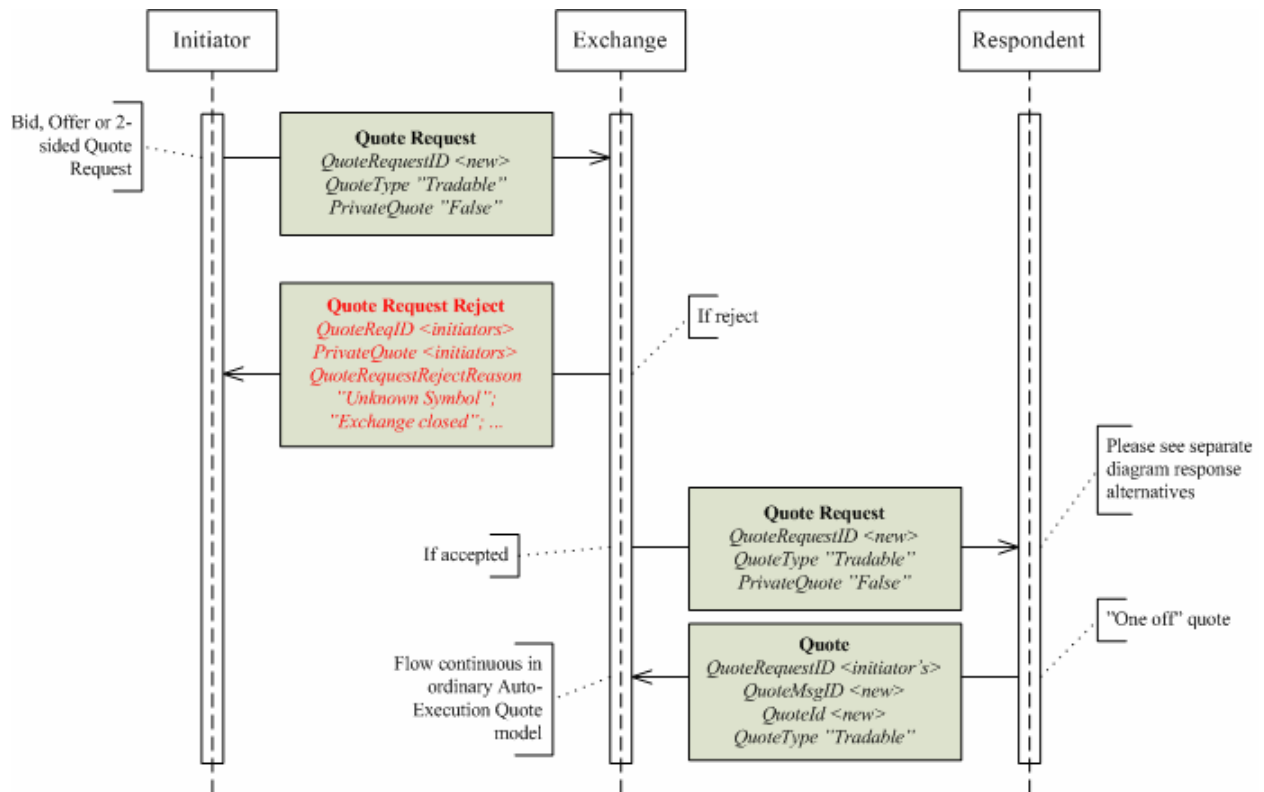 Initiator
Exchange
Respondent
Bid, Offer or 2-
sided Quote
Request
Quote Request
QuoteRequestID <new>
QuoteType ”Tradable”
PrivateQuote ”False”
Quote Request Reject
QuoteReqID <initiators>
PrivateQuote <initiators>
QuoteRequestRejectReason
”Unknown Symbol”;
”Exchange closed”; ...
If reject
Please see separate
diagram response
alternatives
If accepted
Quote Request
QuoteRequestID <new>
QuoteType ”Tradable”
PrivateQuote ”False”
”One off” quote
Flow continuous in
ordinary Auto-
Execution Quote
model
Quote
QuoteRequestID <initiator’s>
QuoteMsgID <new>
QuoteId <new>
QuoteType ”Tradable”